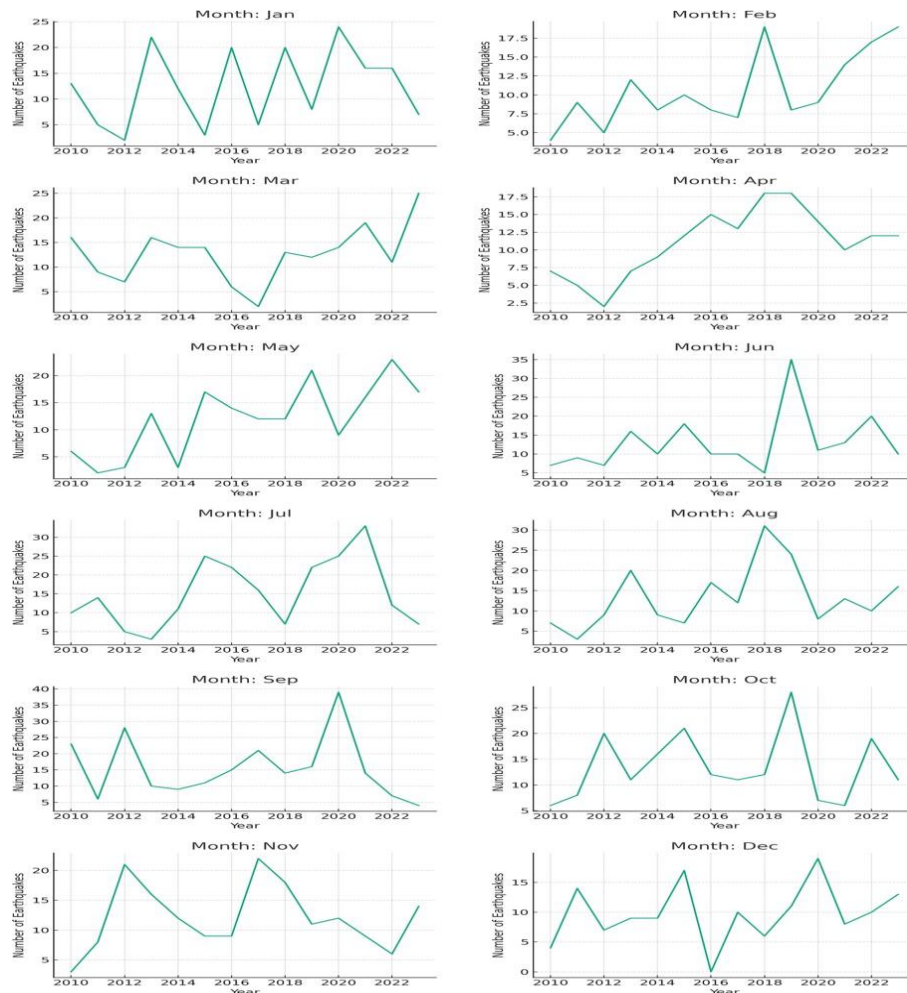 Month: Jan
Number of Earthquakes
25
20
15
10
5
2010 2012 2014 2016 2018 2020 2022
Year
Month: Feb
Number of Earthquakes
17.5
15.0
12.5
10.0
7.5
5.0
2010 2012 2014 2016 2018 2020 2022
Year
Month: Mar
Number of Earthquakes
25
20
15
10
5
2010 2012 2014 2016 2018 2020 2022
Year
Month: Apr
Number of Earthquakes
17.5
15.0
12.5
10.0
7.5
5.0
2.5
2010 2012 2014 2016 2018 2020 2022
Year
Month: May
Number of Earthquakes
20
15
10
5
2010 2012 2014 2016 2018 2020 2022
Year
Month: Jun
Number of Earthquakes
35
30
25
20
15
10
5
2010 2012 2014 2016 2018 2020 2022
Year
Month: Jul
Number of Earthquakes
30
25
20
15
10
5
2010 2012 2014 2016 2018 2020 2022
Year
Month: Aug
Number of Earthquakes
30
25
20
15
10
5
2010 2012 2014 2016 2018 2020 2022
Year
Month: Sep
Number of Earthquakes
40
35
30
25
20
15
10
5
2010 2012 2014 2016 2018 2020 2022
Year
Month: Oct
Number of Earthquakes
25
20
15
10
5
2010 2012 2014 2016 2018 2020 2022
Year
Month: Nov
Number of Earthquakes
20
15
10
5
2010 2012 2014 2016 2018 2020 2022
Year
Month: Dec
Number of Earthquakes
15
10
5
0
2010 2012 2014 2016 2018 2020 2022
Year